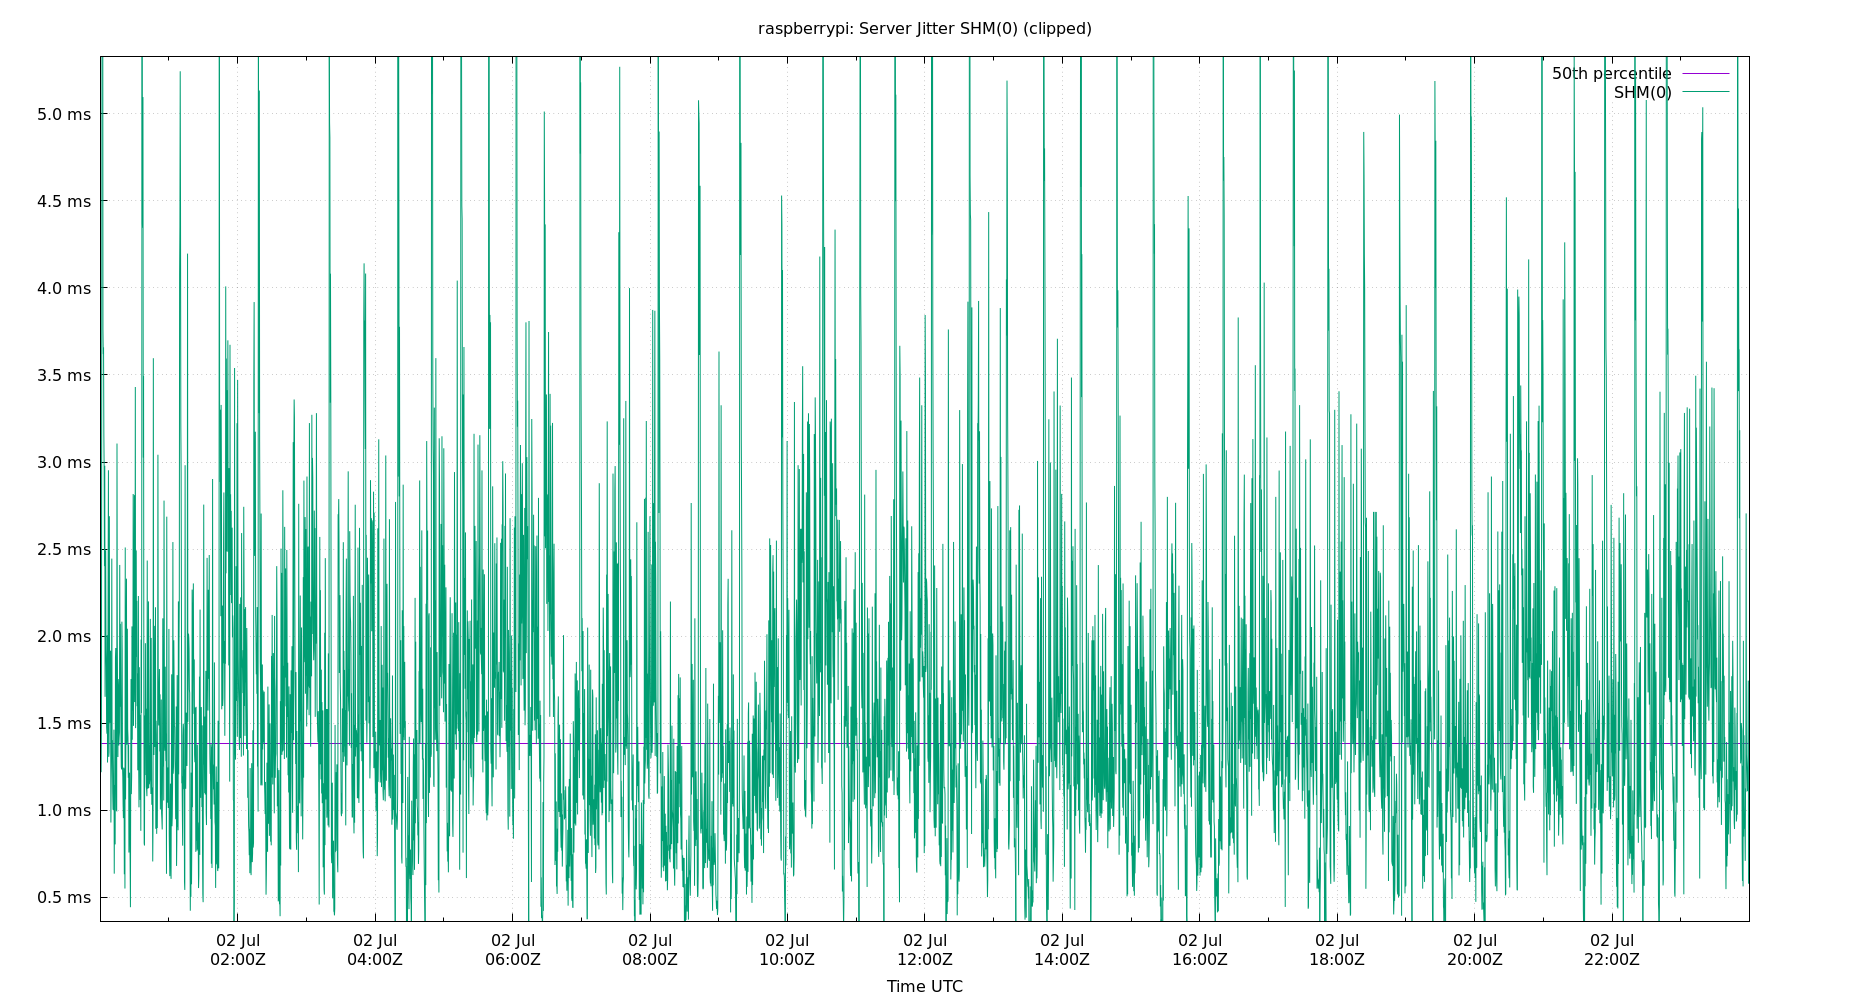 raspberrypi: Server Jitter SHM(0) (clipped)
50th percentile
SHM(0)
5.0 ms
4.5 ms
4.0 ms
3.5 ms
3.0 ms
2.5 ms
2.0 ms
1.5 ms
1.0 ms
0.5 ms
02 Jul 02 Jul 02 Jul 02 Jul 02 Jul 02 Jul 02 Jul 02 Jul 02 Jul 02 Jul 02 Jul
02:00Z 04:00Z 06:00Z 08:00Z 10:00Z 12:00Z 14:00Z 16:00Z 18:00Z 20:00Z 22:00Z
Time UTC